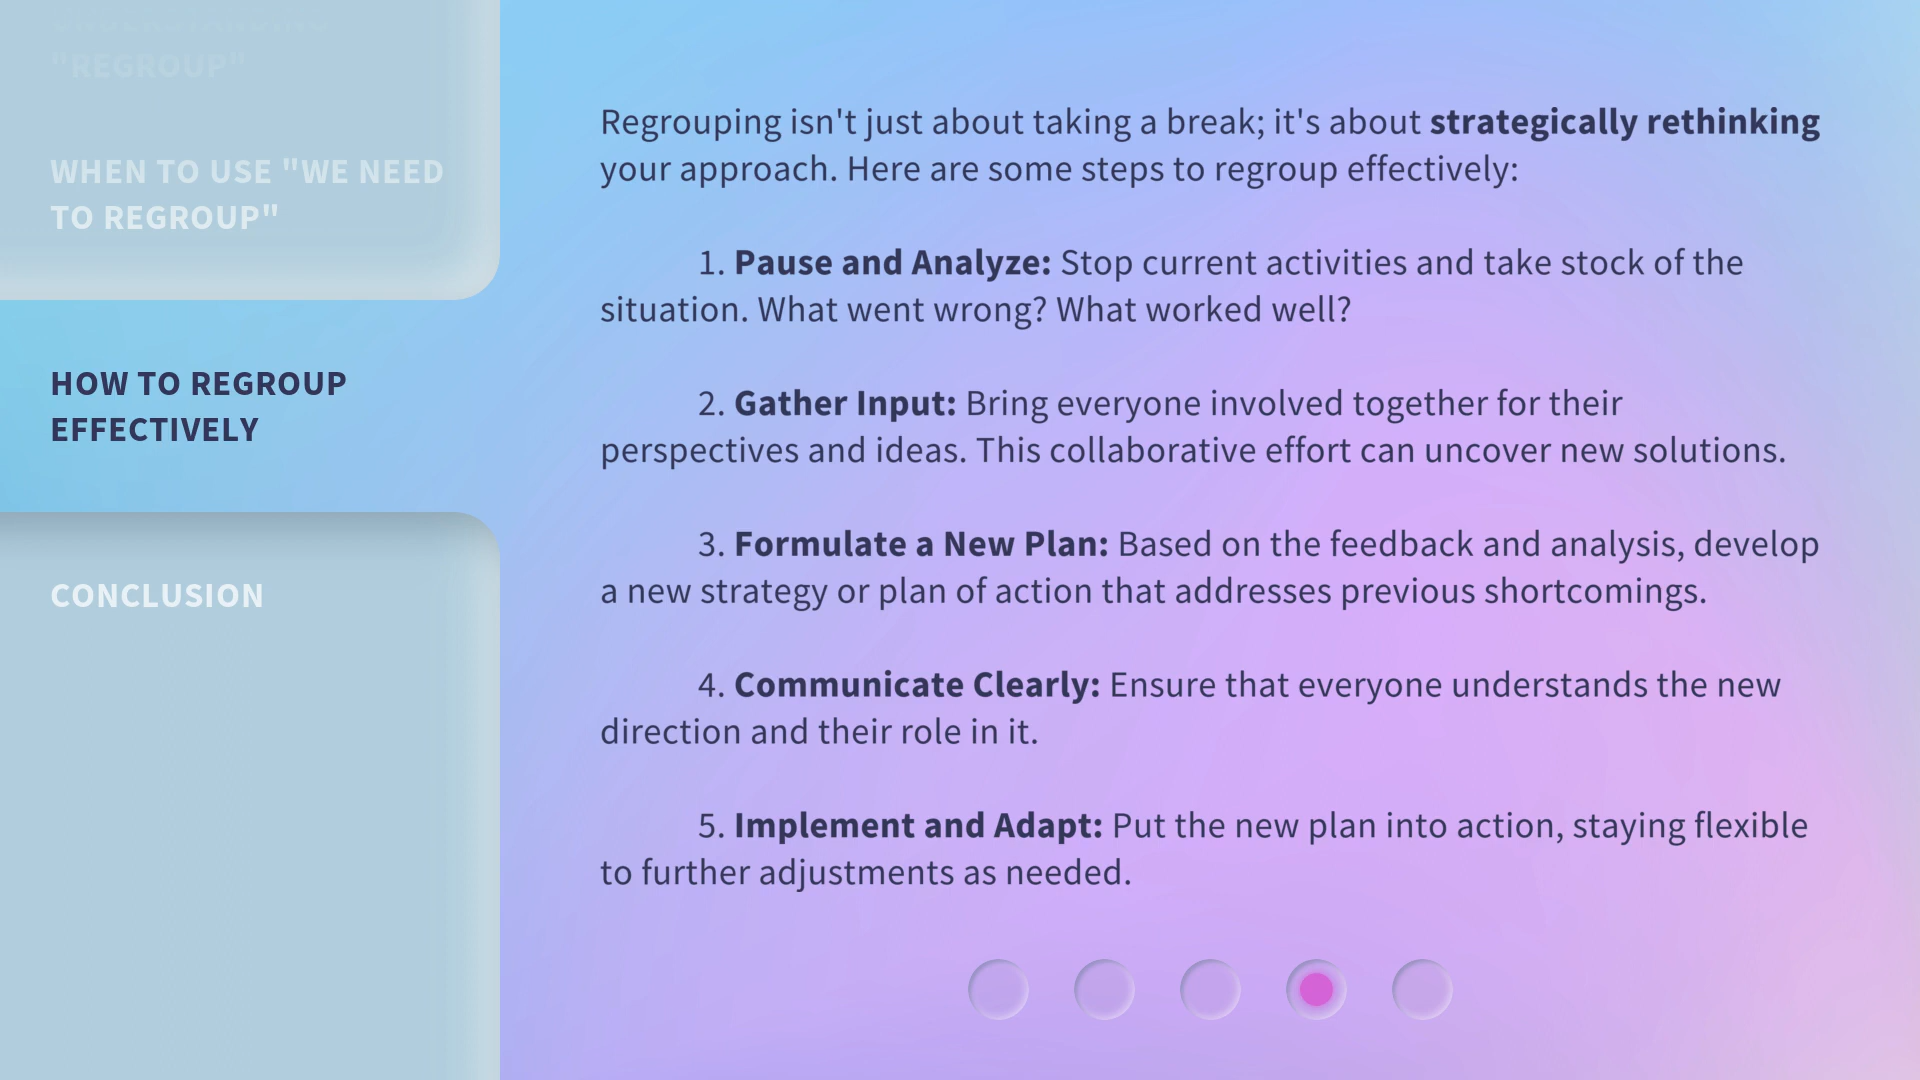 UNDERSTANDING
"REGROUP"
WHEN TO USE "WE NEED
TO REGROUP"
HOW TO REGROUP
EFFECTIVELY
CONCLUSION
Regrouping isn't just about taking a break; it's about strategically rethinking
your approach. Here are some steps to regroup effectively:
1. Pause and Analyze: Stop current activities and take stock of the
situation. What went wrong? What worked well?
2. Gather Input: Bring everyone involved together for their
perspectives and ideas. This collaborative effort can uncover new solutions.
3. Formulate a New Plan: Based on the feedback and analysis, develop
a new strategy or plan of action that addresses previous shortcomings.
4. Communicate Clearly: Ensure that everyone understands the new
direction and their role in it.
5. Implement and Adapt: Put the new plan into action, staying flexible
to further adjustments as needed.